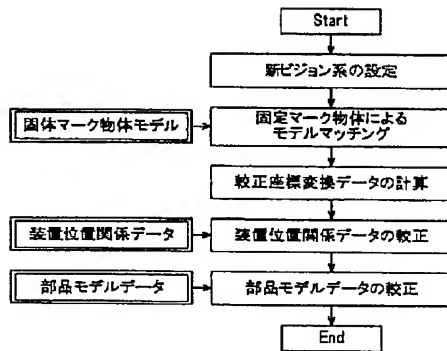 Start
新ビジョン系の設定
固体マーク物体モデル
固定マーク物体による
モデルマッチング
較正座標変換データの計算
装置位置関係データ
装置位置関係データの較正
部品モデルデータ
部品モデルデータの較正
End